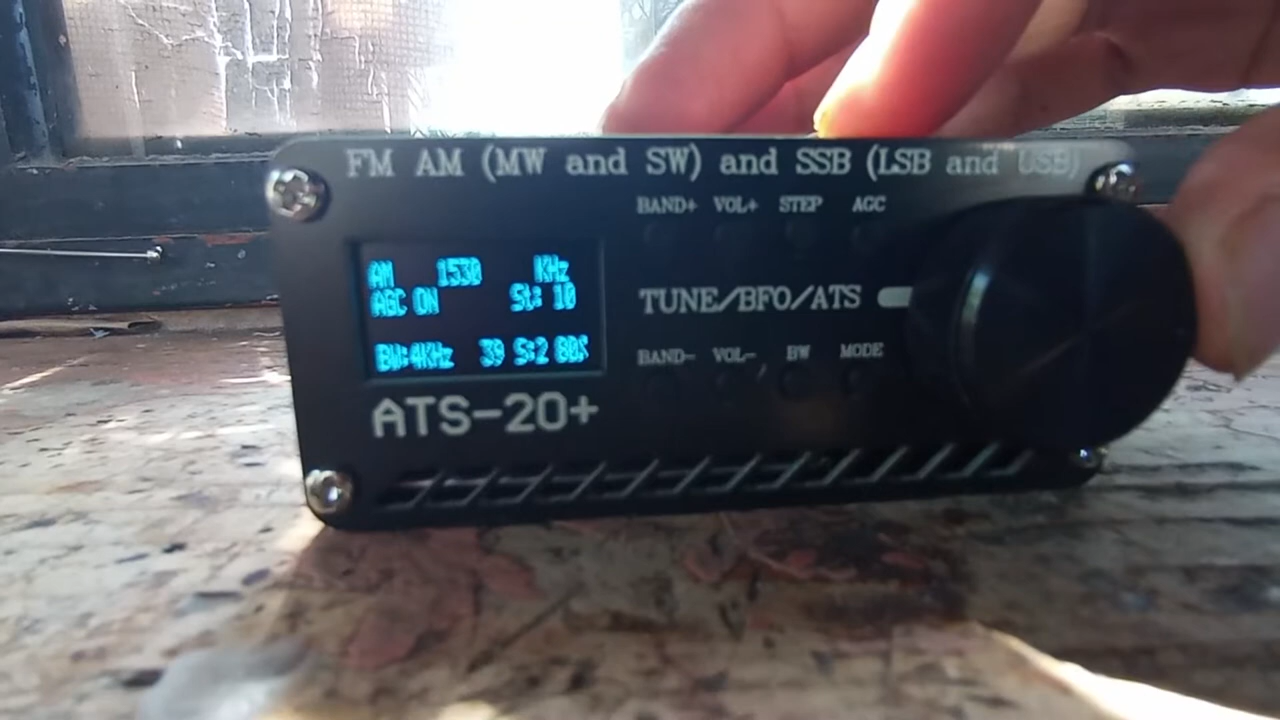 FM AM (MW and SW) and SSB (LSB and USB)
BAND+ VOL+ STEP AGC
AM 1530 KHz
AGC ON St: 10
TUNE/BFO/ATS
BW:4KHz 39 S:2
BAND- VOL- BW MODE
ATS-20+